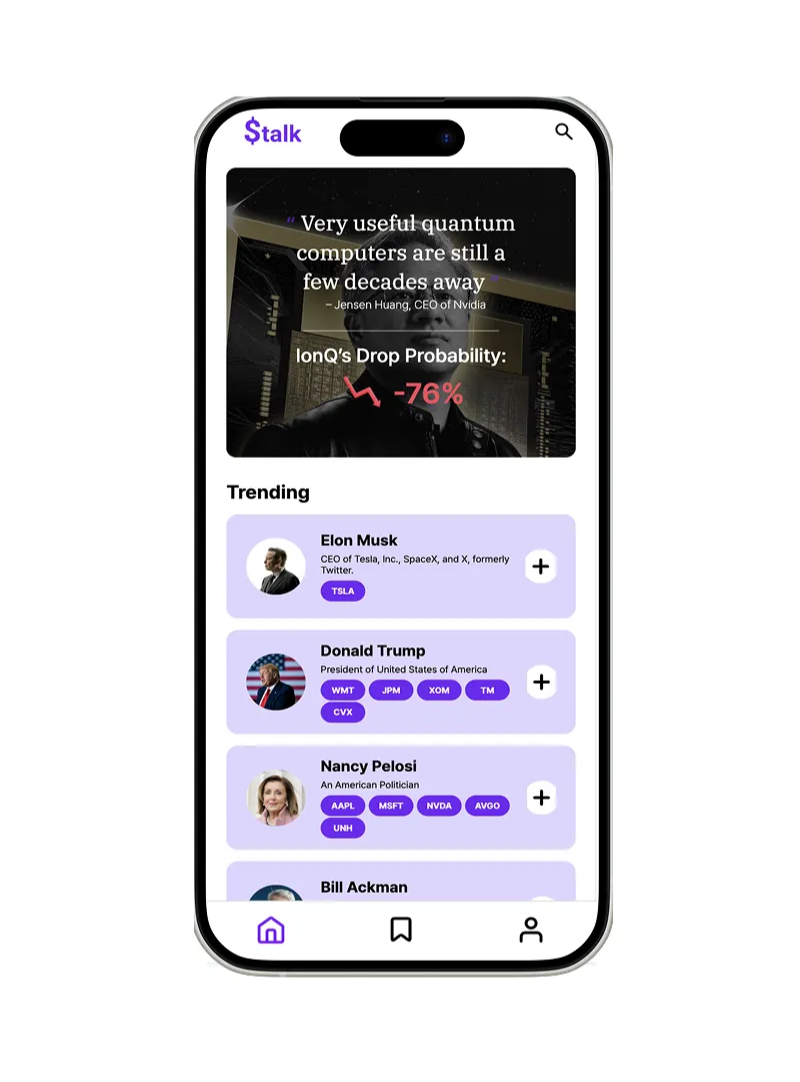 $talk
" Very useful quantum
computers are still a
few decades away "
– Jensen Huang, CEO of Nvidia
IonQ's Drop Probability:
-76%
Trending
Elon Musk
CEO of Tesla, Inc., SpaceX, and X, formerly
Twitter.
TSLA
Donald Trump
President of United States of America
WMT JPM XOM TM
CVX
Nancy Pelosi
An American Politician
AAPL MSFT NVDA AVGO
UNH
Bill Ackman